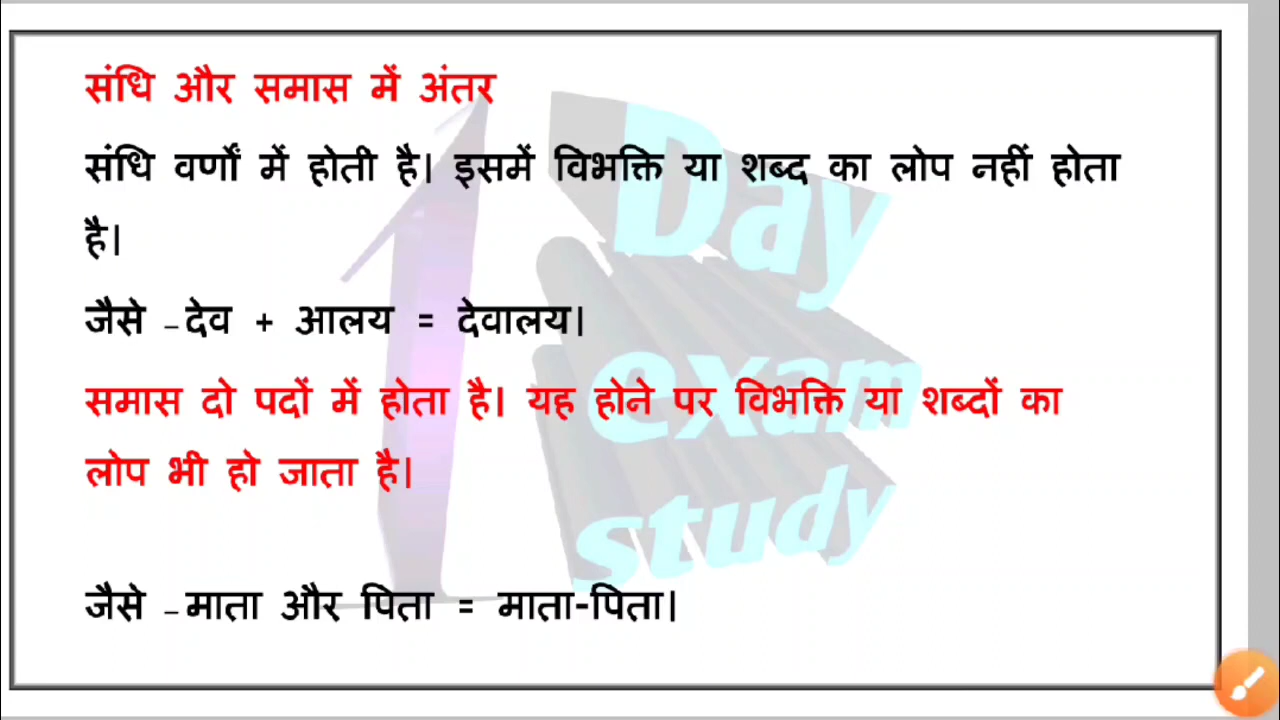 संधि और समास में अंतर
संधि वर्णों में होती है। इसमें विभक्ति या शब्द का लोप नहीं होता
है।
जैसे –देव + आलय = देवालय।
समास दो पदों में होता है। यह होने पर विभक्ति या शब्दों का
लोप भी हो जाता है।
जैसे –माता और पिता = माता-पिता।
1 Day
exam
study